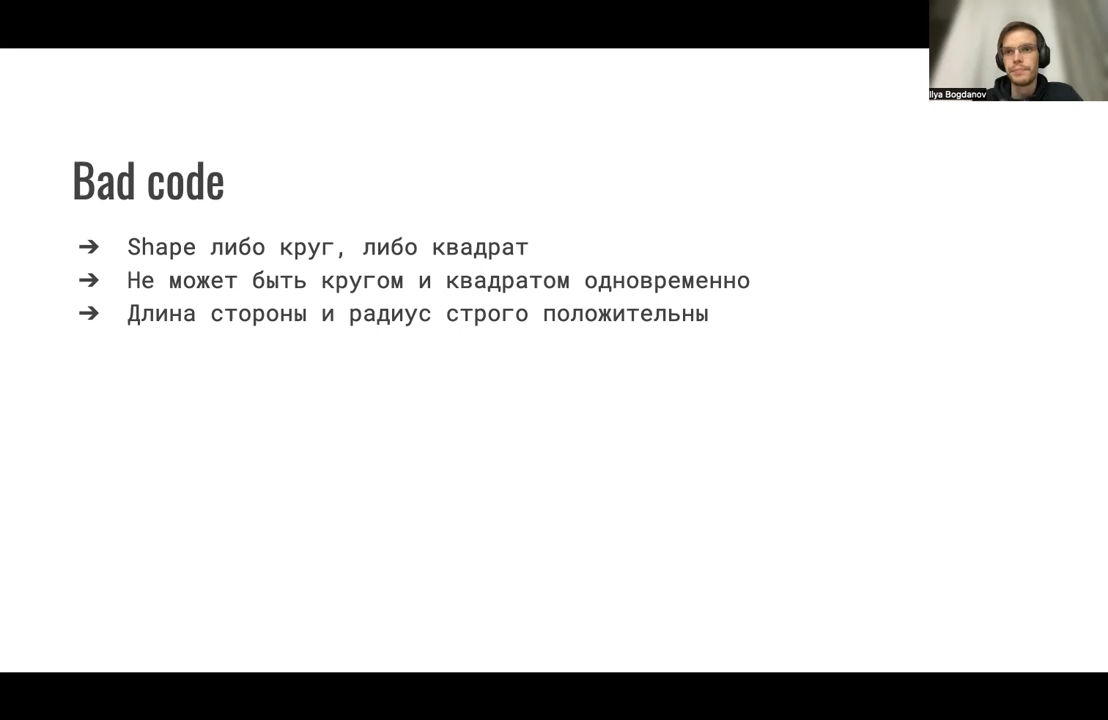 Ilya Bogdanov
Bad code
➔ Shape либо круг, либо квадрат
➔ Не может быть кругом и квадратом одновременно
➔ Длина стороны и радиус строго положительны